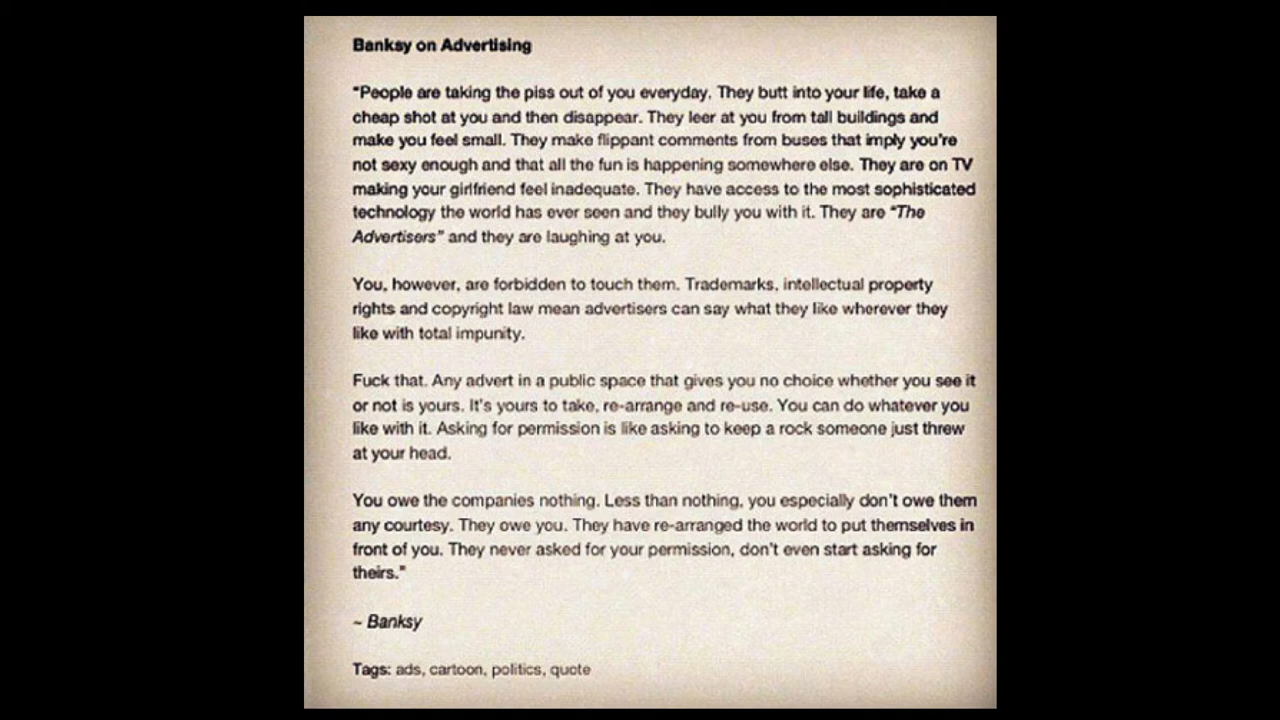 Banksy on Advertising
"People are taking the piss out of you everyday. They butt into your life, take a
cheap shot at you and then disappear. They leer at you from tall buildings and
make you feel small. They make flippant comments from buses that imply you're
not sexy enough and that all the fun is happening somewhere else. They are on TV
making your girlfriend feel inadequate. They have access to the most sophisticated
technology the world has ever seen and they bully you with it. They are "The
Advertisers" and they are laughing at you.
You, however, are forbidden to touch them. Trademarks, intellectual property
rights and copyright law mean advertisers can say what they like wherever they
like with total impunity.
Fuck that. Any advert in a public space that gives you no choice whether you see it
or not is yours. It's yours to take, re-arrange and re-use. You can do whatever you
like with it. Asking for permission is like asking to keep a rock someone just threw
at your head.
You owe the companies nothing. Less than nothing, you especially don't owe them
any courtesy. They owe you. They have re-arranged the world to put themselves in
front of you. They never asked for your permission, don't even start asking for
theirs."
~ Banksy
Tags: ads, cartoon, politics, quote